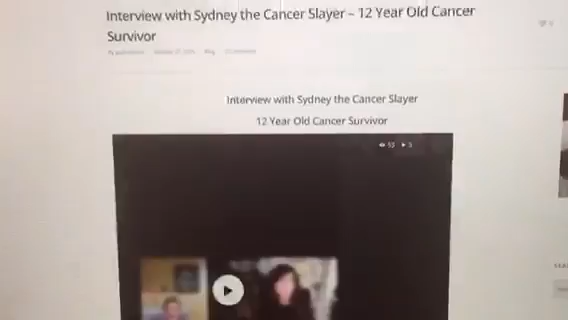 Interview with Sydney the Cancer Slayer – 12 Year Old Cancer
Survivor
Interview with Sydney the Cancer Slayer
12 Year Old Cancer Survivor